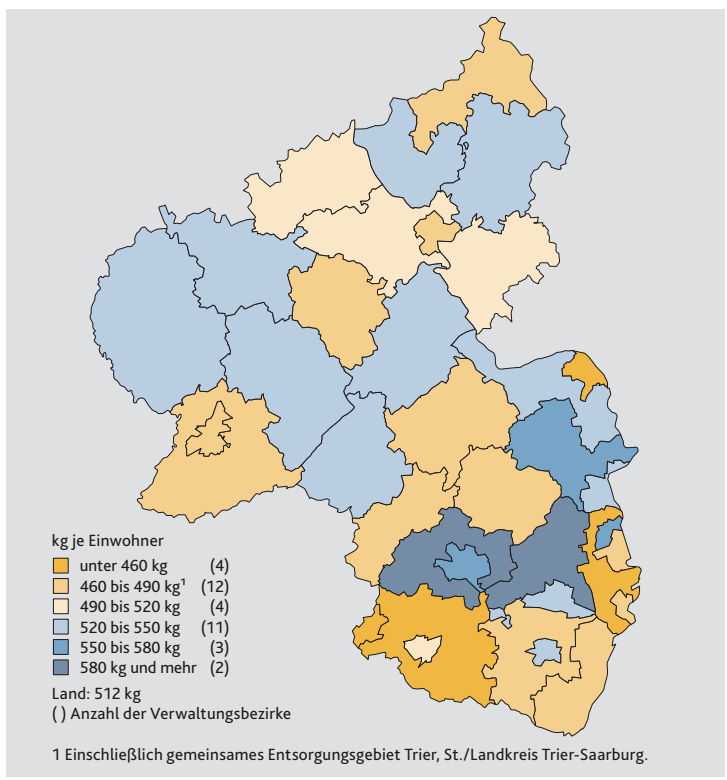 kg je Einwohner
unter 460 kg (4)
460 bis 490 kg¹ (12)
490 bis 520 kg (4)
520 bis 550 kg (11)
550 bis 580 kg (3)
580 kg und mehr (2)
Land: 512 kg
( ) Anzahl der Verwaltungsbezirke
1 Einschließlich gemeinsames Entsorgungsgebiet Trier, St./Landkreis Trier-Saarburg.